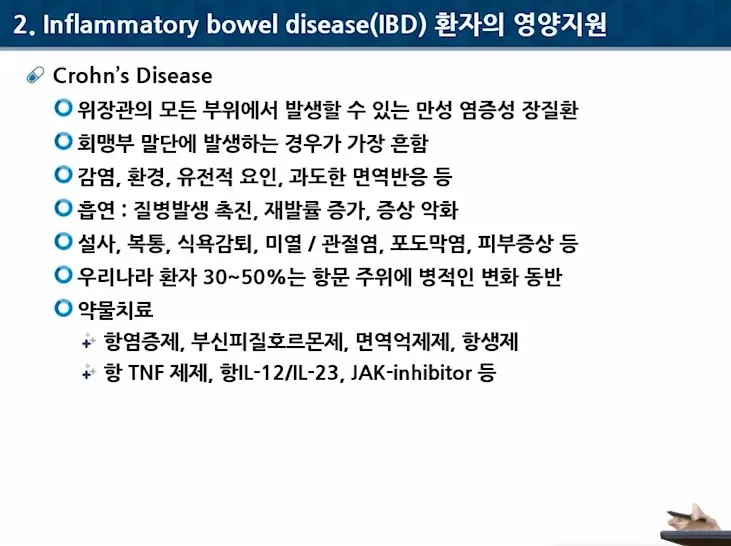 2. Inflammatory bowel disease(IBD) 환자의 영양지원
Crohn's Disease
위장관의 모든 부위에서 발생할 수 있는 만성 염증성 장질환
회맹부 말단에 발생하는 경우가 가장 흔함
감염, 환경, 유전적 요인, 과도한 면역반응 등
흡연 : 질병발생 촉진, 재발률 증가, 증상 악화
설사, 복통, 식욕감퇴, 미열 / 관절염, 포도막염, 피부증상 등
우리나라 환자 30~50%는 항문 주위에 병적인 변화 동반
약물치료
항염증제, 부신피질호르몬제, 면역억제제, 항생제
항 TNF 제제, 항IL-12/IL-23, JAK-inhibitor 등